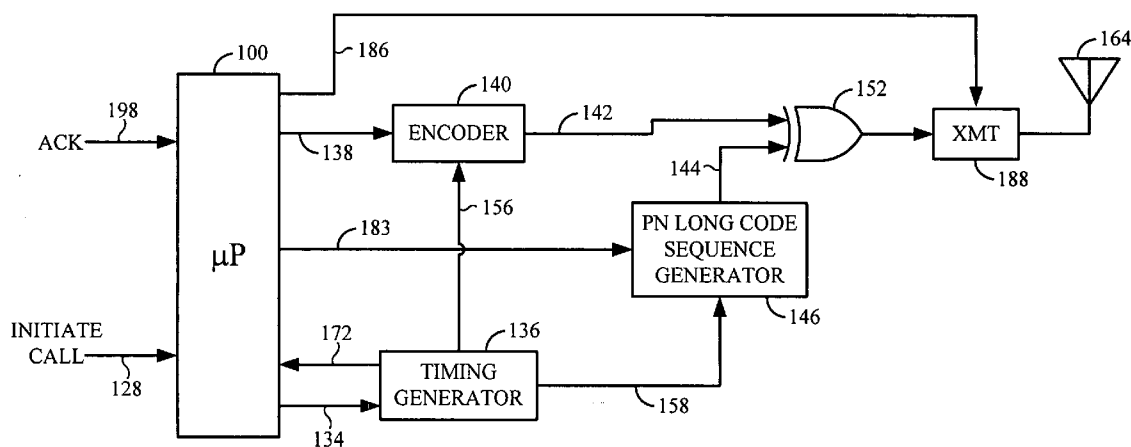 186
164
100
140
152
142
198
ENCODER
XMT
ACK
138
144
188
156
PN LONG CODE
SEQUENCE
GENERATOR
183
μP
146
136
INITIATE
CALL
172
TIMING
GENERATOR
128
158
134